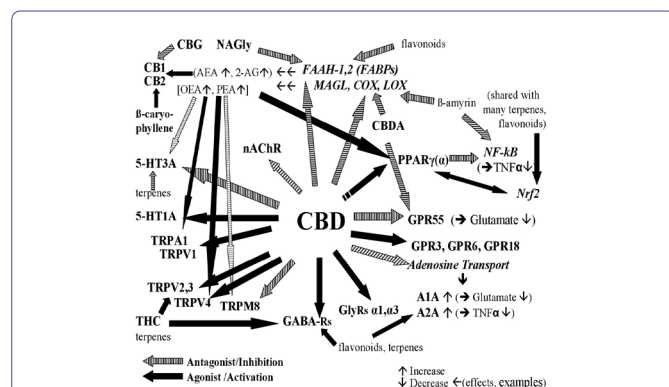 CBG NAGly flavonoids
CB1 (AEA ↑, 2-AG↑) ←← FAAH-1,2 (FABPs)
CB2 [OEA↑, PEA↑] ←← MAGL, COX, LOX
(shared with
many terpenes,
flavonoids)
ß-amyrin
ß-caryo-
phyllene
CBDA
nAChR
PPARγ(α) NF-kB
(➔TNFα↓)
5-HT3A
Nrf2
terpenes
5-HT1A CBD GPR55 (➔ Glutamate ↓)
TRPA1
TRPV1
GPR3, GPR6, GPR18
Adenosine Transport
TRPV2,3
TRPV4 TRPM8
A1A ↑ (➔ Glutamate ↓)
GlyRs α1,α3
A2A ↑ (➔ TNFα ↓)
THC GABA-Rs
terpenes
flavonoids, terpenes
Antagonist/Inhibition
Agonist /Activation
↑ Increase
↓ Decrease ←(effects, examples)